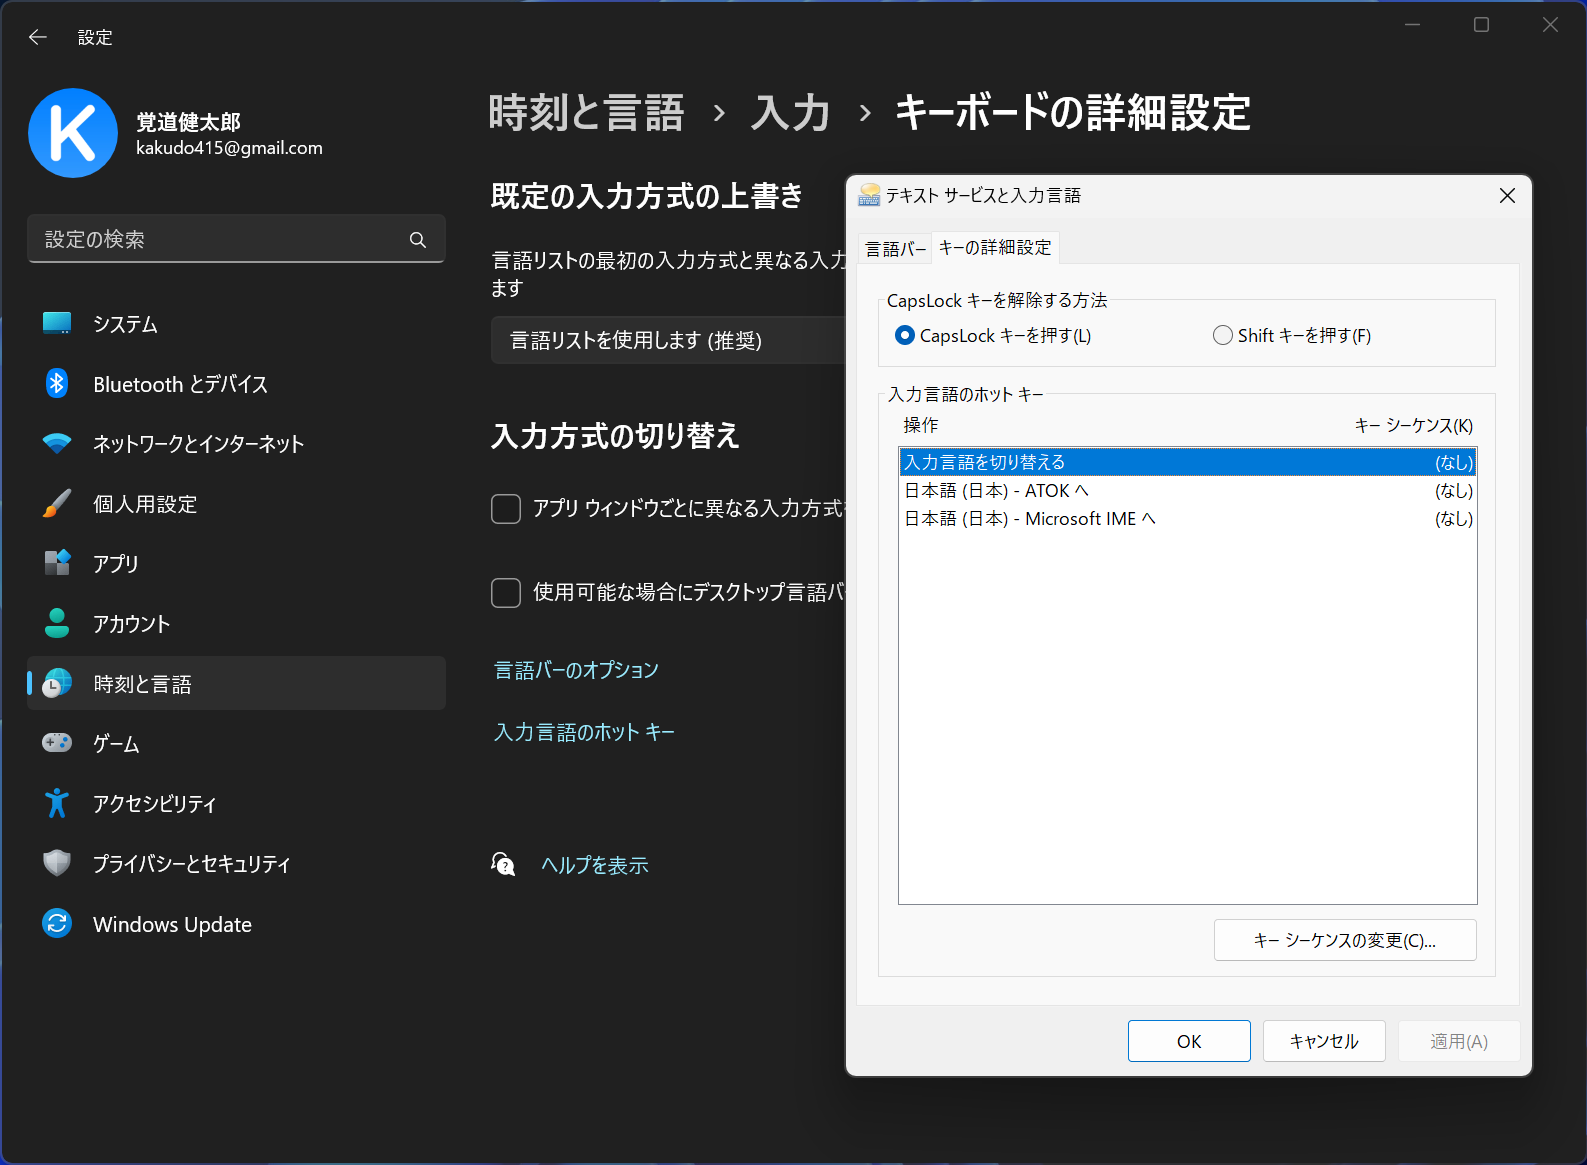 設定
K
覚道健太郎
kakudo415@gmail.com
設定の検索
システム
Bluetooth とデバイス
ネットワークとインターネット
個人用設定
アプリ
アカウント
時刻と言語
ゲーム
アクセシビリティ
プライバシーとセキュリティ
Windows Update
時刻と言語 › 入力 › キーボードの詳細設定
既定の入力方式の上書き
言語リストの最初の入力方式と異なる入力
ます
言語リストを使用します (推奨)
入力方式の切り替え
アプリ ウィンドウごとに異なる入力方式
使用可能な場合にデスクトップ言語バ
言語バーのオプション
入力言語のホット キー
ヘルプを表示
テキスト サービスと入力言語
言語バー キーの詳細設定
CapsLock キーを解除する方法
CapsLock キーを押す(L) Shift キーを押す(F)
入力言語のホット キー
操作 キー シーケンス(K)
入力言語を切り替える (なし)
日本語 (日本) - ATOK へ (なし)
日本語 (日本) - Microsoft IME へ (なし)
キー シーケンスの変更(C)...
OK キャンセル 適用(A)